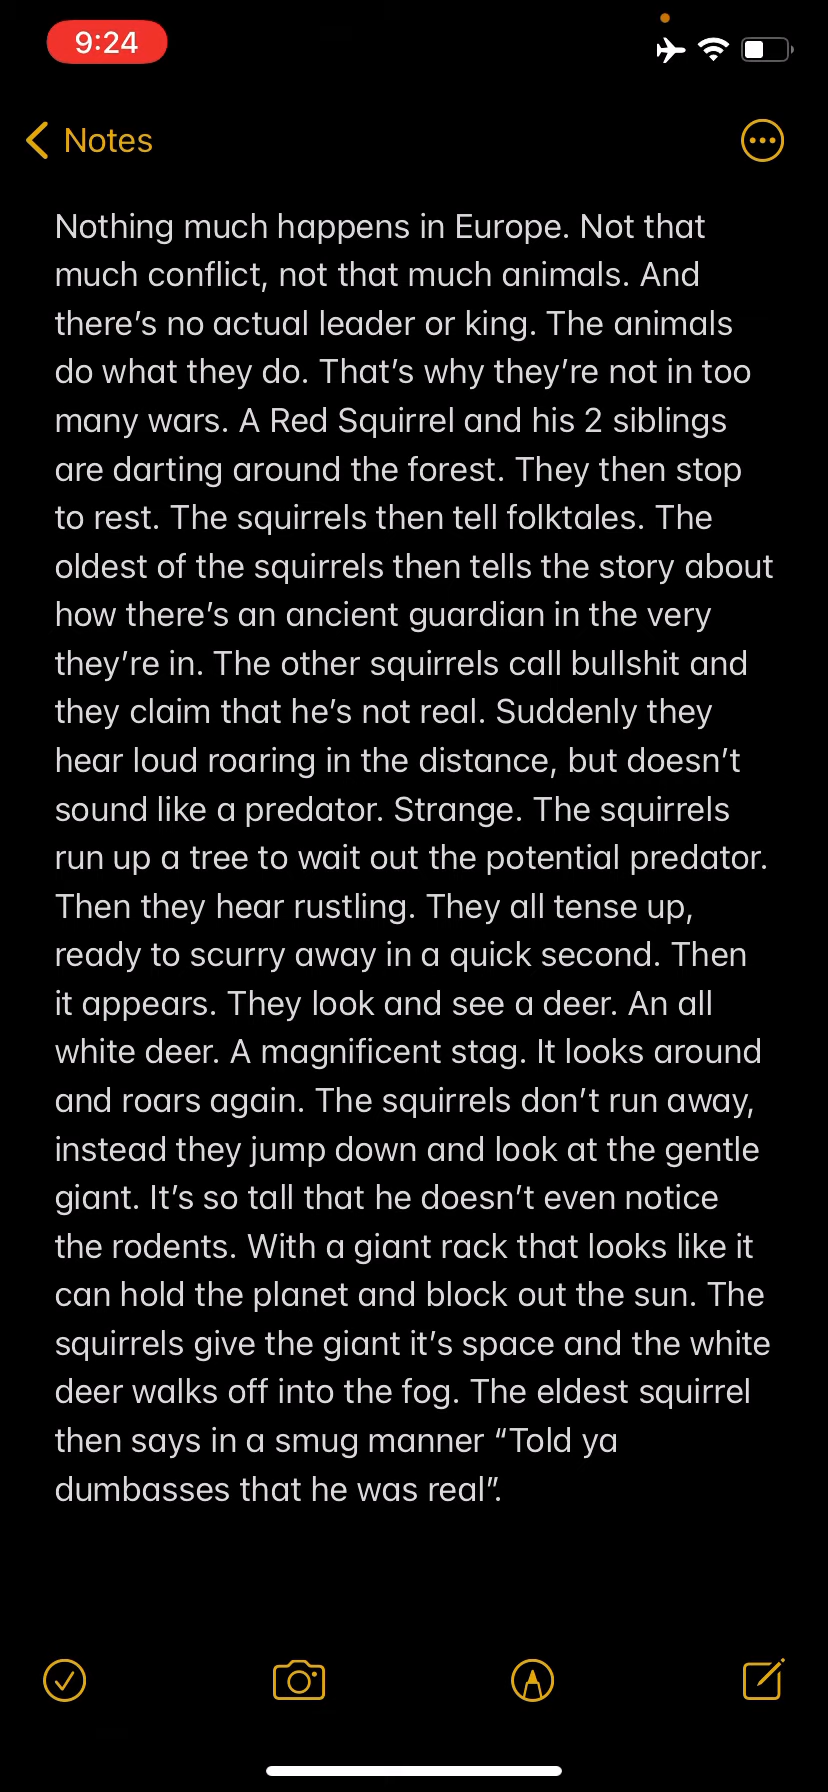 9:24
Notes
Nothing much happens in Europe. Not that
much conflict, not that much animals. And
there's no actual leader or king. The animals
do what they do. That's why they're not in too
many wars. A Red Squirrel and his 2 siblings
are darting around the forest. They then stop
to rest. The squirrels then tell folktales. The
oldest of the squirrels then tells the story about
how there's an ancient guardian in the very
they're in. The other squirrels call bullshit and
they claim that he's not real. Suddenly they
hear loud roaring in the distance, but doesn't
sound like a predator. Strange. The squirrels
run up a tree to wait out the potential predator.
Then they hear rustling. They all tense up,
ready to scurry away in a quick second. Then
it appears. They look and see a deer. An all
white deer. A magnificent stag. It looks around
and roars again. The squirrels don't run away,
instead they jump down and look at the gentle
giant. It's so tall that he doesn't even notice
the rodents. With a giant rack that looks like it
can hold the planet and block out the sun. The
squirrels give the giant it's space and the white
deer walks off into the fog. The eldest squirrel
then says in a smug manner “Told ya
dumbasses that he was real”.